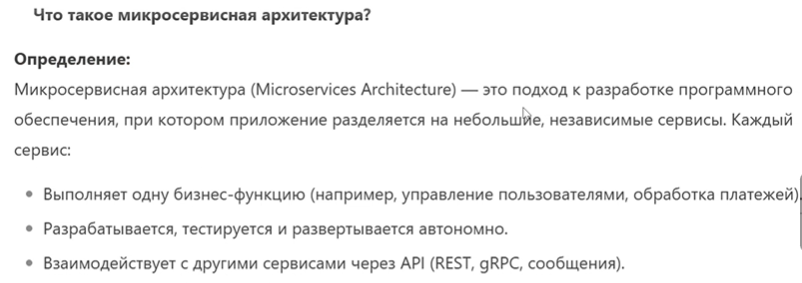 Что такое микросервисная архитектура?
Определение:
Микросервисная архитектура (Microservices Architecture) — это подход к разработке программного
обеспечения, при котором приложение разделяется на небольшие, независимые сервисы. Каждый
сервис:
• Выполняет одну бизнес-функцию (например, управление пользователями, обработка платежей).
• Разрабатывается, тестируется и развертывается автономно.
• Взаимодействует с другими сервисами через API (REST, gRPC, сообщения).